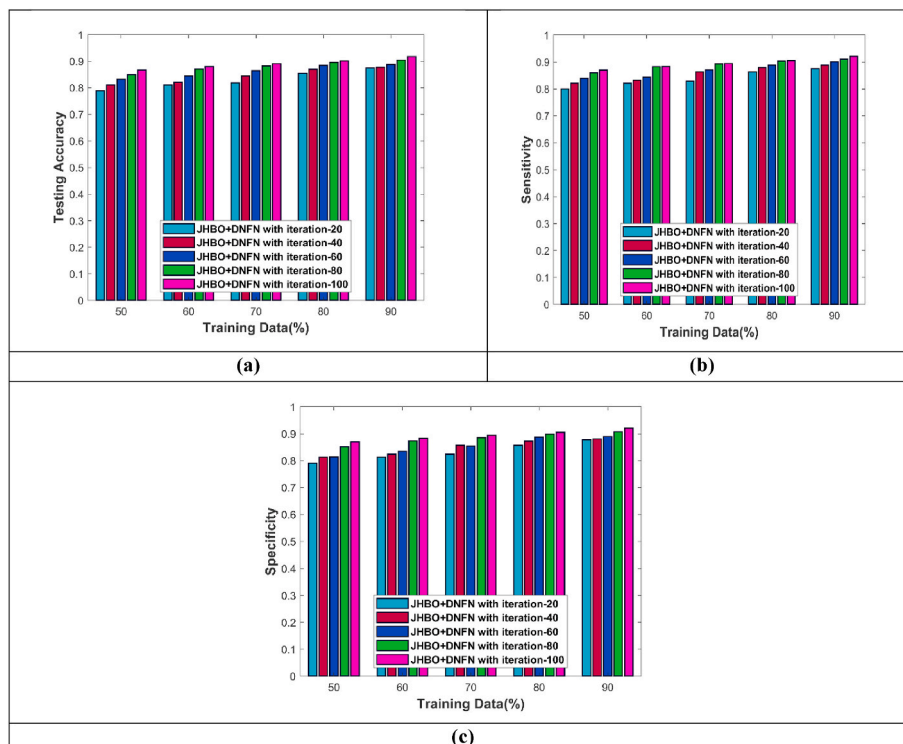 1
0.9
0.8
0.7
0.6
0.5
0.4
0.3
0.2
0.1
0
Testing Accuracy
JHBO+DNFN with iteration-20
JHBO+DNFN with iteration-40
JHBO+DNFN with iteration-60
JHBO+DNFN with iteration-80
JHBO+DNFN with iteration-100
50 60 70 80 90
Training Data(%)
(a)
1
0.9
0.8
0.7
0.6
0.5
0.4
0.3
0.2
0.1
0
Sensitivity
JHBO+DNFN with iteration-20
JHBO+DNFN with iteration-40
JHBO+DNFN with iteration-60
JHBO+DNFN with iteration-80
JHBO+DNFN with iteration-100
50 60 70 80 90
Training Data(%)
(b)
1
0.9
0.8
0.7
0.6
0.5
0.4
0.3
0.2
0.1
0
Specificity
JHBO+DNFN with iteration-20
JHBO+DNFN with iteration-40
JHBO+DNFN with iteration-60
JHBO+DNFN with iteration-80
JHBO+DNFN with iteration-100
50 60 70 80 90
Training Data(%)
(c)